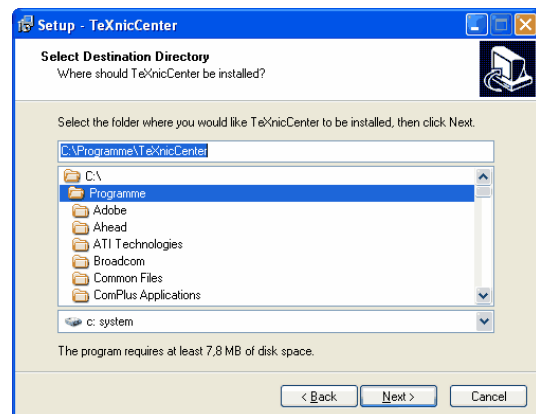 Setup - TeXnicCenter
Select Destination Directory
Where should TeXnicCenter be installed?
Select the folder where you would like TeXnicCenter to be installed, then click Next.
C:\Programme\TeXnicCenter
C:\
Programme
Adobe
Ahead
ATI Technologies
Broadcom
Common Files
ComPlus Applications
c: system
The program requires at least 7,8 MB of disk space.
< Back Next > Cancel